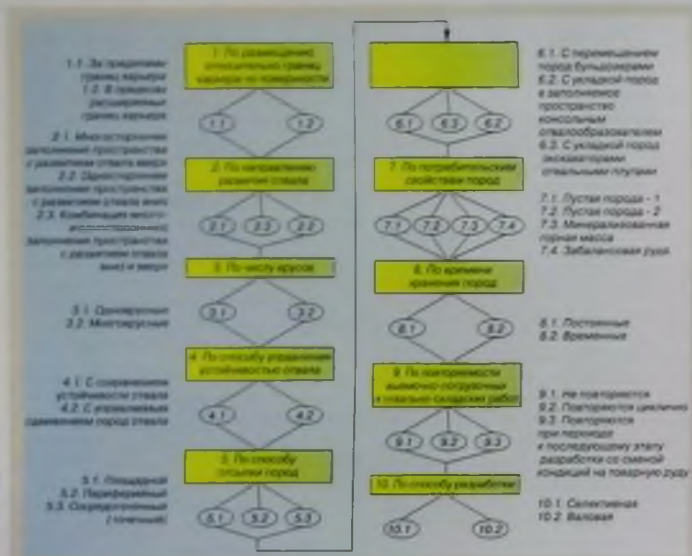 1.1. За пределами
границ карьера
1.2. В пределах
расширяемых
границ карьера
1. По размещению
относительно границ
карьера по поверхности
1.1 1.2
2.1. Многостороннее
заполнение пространства
с развитием отвала вверх
2.2. Одностороннее
заполнение пространства
с развитием отвала вниз
2.3. Комбинация много-
заполнения пространства
с развитием отвала
вниз и вверх
2. По направлению
развития отвала
2.1 2.3 2.2
3. По числу ярусов
3.1. Одноярусные
3.2. Многоярусные
3.1 3.2
4. По способу управления
устойчивостью отвала
4.1. С сохранением
устойчивости отвала
4.2. С управляемым
сдвижением пород отвала
4.1 4.2
5. По способу
отсыпки пород
5.1. Площадной
5.2. Периферийный
5.3. Сосредоточенный
(точечный)
5.1 5.2 5.3
6.1. С перемещением
пород бульдозерами
6.2. С укладкой пород
в заполняемое
пространство
консольным
отвалообразователем
6.3. С укладкой пород
экскаваторами
отвальными плугами
6.1 6.3 6.2
7. По потребительским
свойствам пород
7.1 7.2 7.3 7.4
7.1. Пустая порода - 1
7.2. Пустая порода - 2
7.3. Минерализованная
горная масса
7.4. Забалансовая руда
8. По времени
хранения пород
8.1 8.2
8.1. Постоянные
8.2. Временные
9. По повторяемости
выемочно-погрузочных
и отвально-складских работ
9.1 9.2 9.3
9.1. Не повторяются
9.2. Повторяются циклично
9.3. Повторяются
при переходе
к последующему этапу
разработки со сменой
кондиций на товарную руду
10. По способу разработки
10.1 10.2
10.1. Селективная
10.2. Валовая